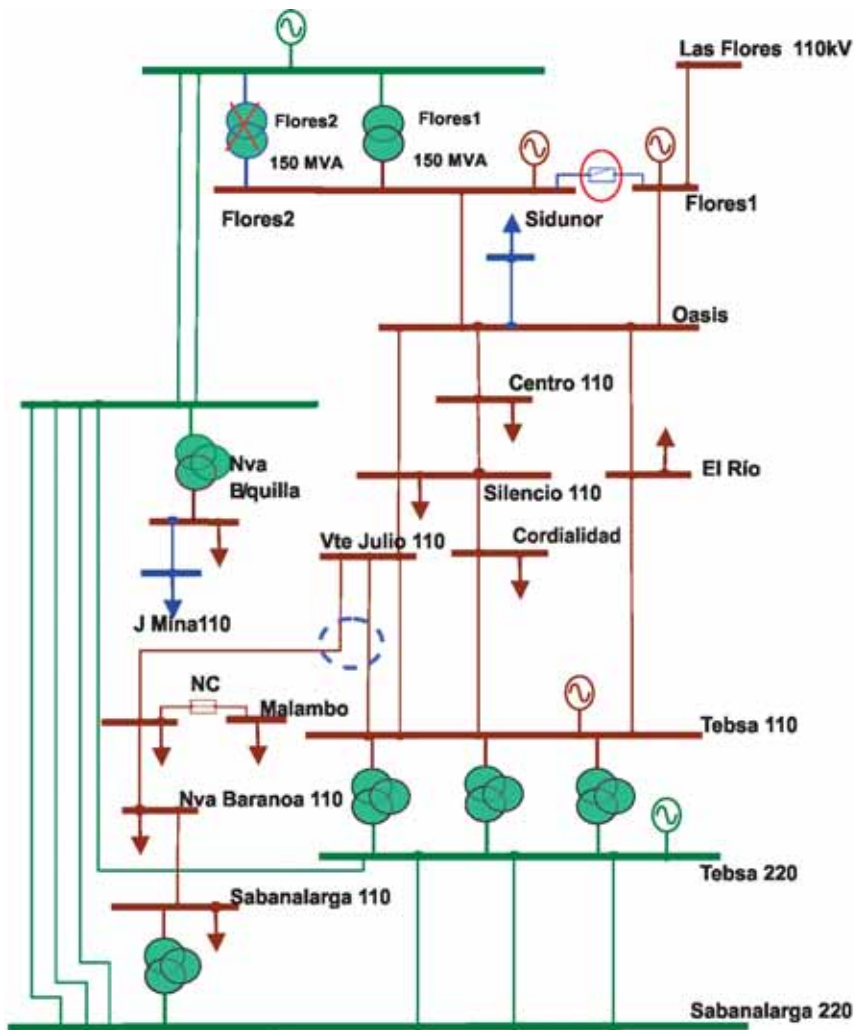 Las Flores 110kV
Flores2
Flores1
150 MVA
150 MVA
Flores2
Sidunor
Flores1
Oasis
Centro 110
Nva
B/quilla
Silencio 110
El Río
Vte Julio 110
Cordialidad
J Mina110
NC
Malambo
Tebsa 110
Nva Baranoa 110
Tebsa 220
Sabanalarga 110
Sabanalarga 220